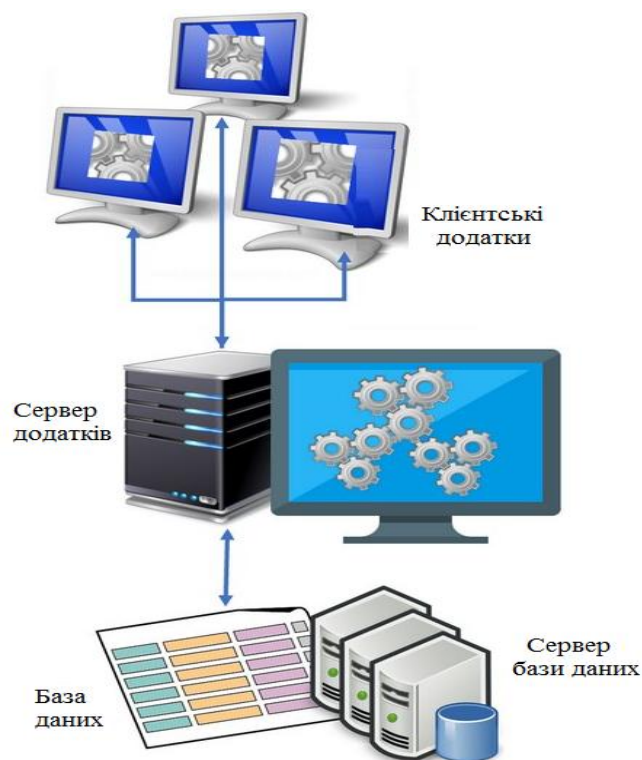 Клієнтські
додатки
Сервер
додатків
Сервер
бази даних
База
даних